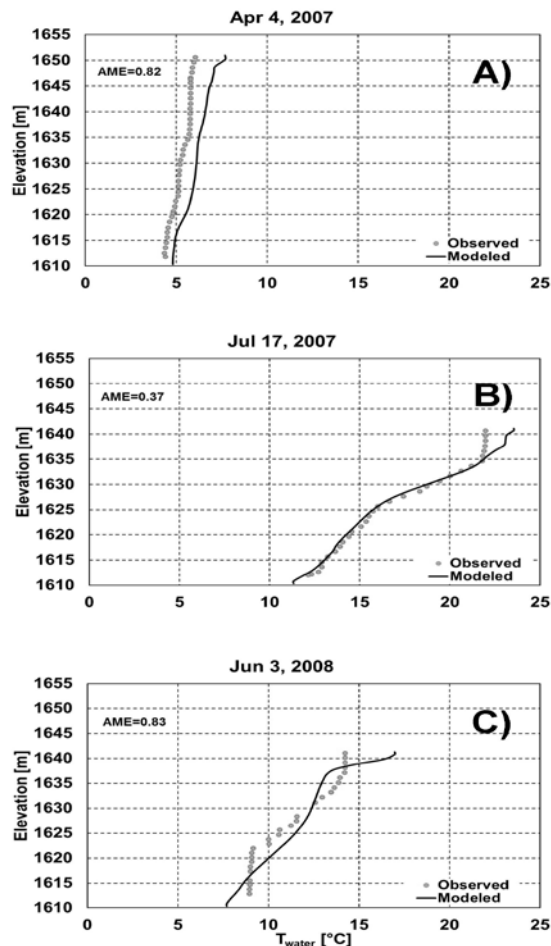 Apr 4, 2007
1655
1650
1645
1640
1635
1630
1625
1620
1615
1610
Elevation [m]
AME=0.82
A)
Observed
Modeled
0 5 10 15 20 25
Jul 17, 2007
1655
1650
1645
1640
1635
1630
1625
1620
1615
1610
Elevation [m]
AME=0.37
B)
Observed
Modeled
0 5 10 15 20 25
Jun 3, 2008
1655
1650
1645
1640
1635
1630
1625
1620
1615
1610
Elevation [m]
AME=0.83
C)
Observed
Modeled
0 5 10 15 20 25
Twater [°C]